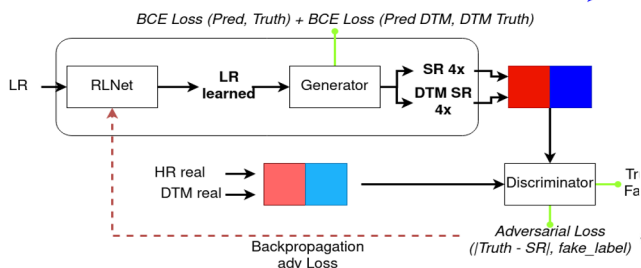 BCE Loss (Pred, Truth) + BCE Loss (Pred DTM, DTM Truth)
LR
RLNet
LR
learned
Generator
SR 4x
DTM SR
4x
HR real
DTM real
Discriminator
Adversarial Loss
(|Truth - SR|, fake_label)
Backpropagation
adv Loss